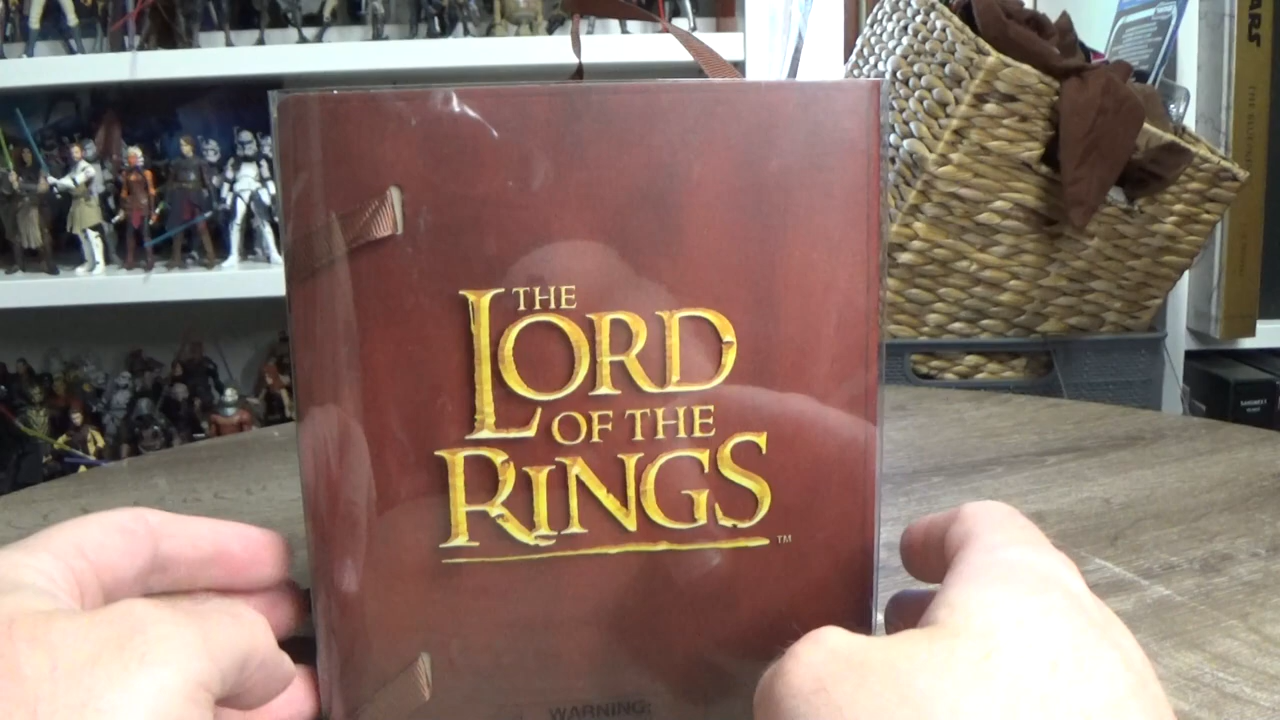 THE
LORD
OF THE
RINGS
TM
WARNING: